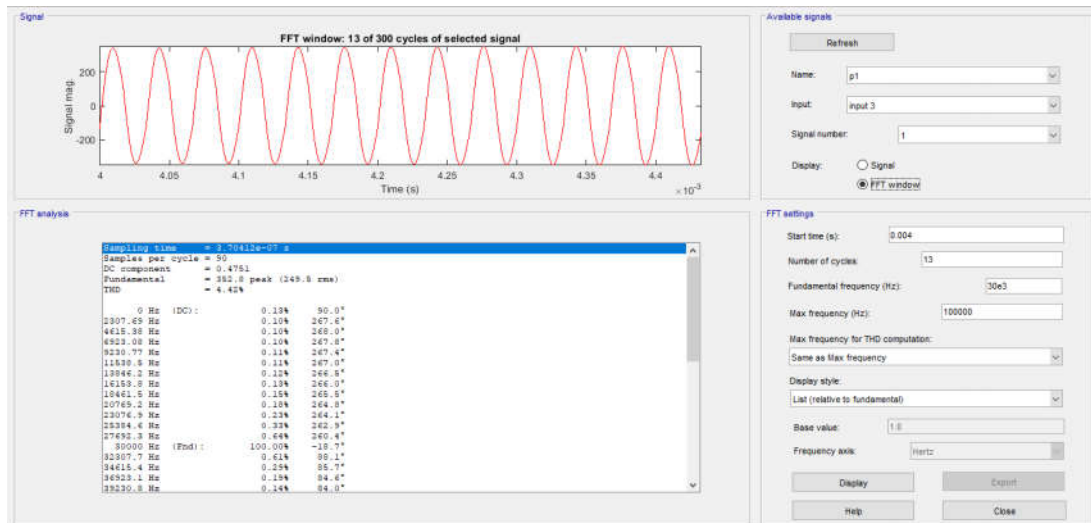 Signal
FFT window: 13 of 300 cycles of selected signal
Signal mag.
200
0
-200
4 4.05 4.1 4.15 4.2 4.25 4.3 4.35 4.4
Time (s)
×10⁻³
Available signals
Refresh
Name: p1
Input: input 3
Signal number: 1
Display: Signal
FFT window
FFT analysis
Sampling time = 3.70412e-07 s
Samples per cycle = 90
DC component = 0.4751
Fundamental = 352.8 peak (249.5 rms)
THD = 4.42%
0 Hz (DC): 0.13% 90.0°
2307.69 Hz 0.10% 267.6°
4615.38 Hz 0.10% 268.0°
6923.08 Hz 0.10% 267.8°
9230.77 Hz 0.11% 267.4°
11538.5 Hz 0.11% 267.0°
13846.2 Hz 0.12% 266.5°
16153.8 Hz 0.13% 266.0°
18461.5 Hz 0.15% 265.5°
20769.2 Hz 0.18% 264.8°
23076.9 Hz 0.23% 264.1°
25384.6 Hz 0.33% 262.9°
27692.3 Hz 0.64% 260.4°
30000 Hz (Fnd): 100.00% -18.7°
32307.7 Hz 0.61% 88.1°
34615.4 Hz 0.29% 85.7°
36923.1 Hz 0.19% 84.6°
39230.8 Hz 0.14% 84.0°
FFT settings
Start time (s): 0.004
Number of cycles: 13
Fundamental frequency (Hz): 30e3
Max frequency (Hz): 100000
Max frequency for THD computation:
Same as Max frequency
Display style:
List (relative to fundamental)
Base value: 1.0
Frequency axis: Hertz
Display Export
Help Close